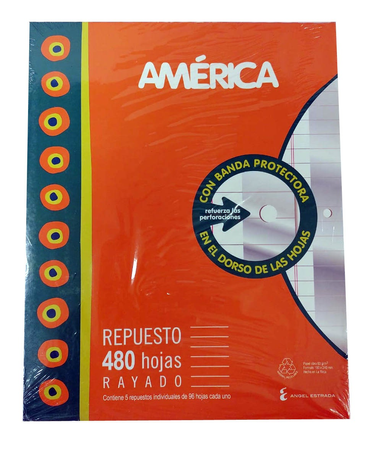 AMÉRICA
CON BANDA PROTECTORA
refuerza las
perforaciones
EN EL DORSO DE LAS HOJAS
REPUESTO
480 hojas
RAYADO
Contiene 5 repuestos individuales de 96 hojas cada uno
ANGEL ESTRADA